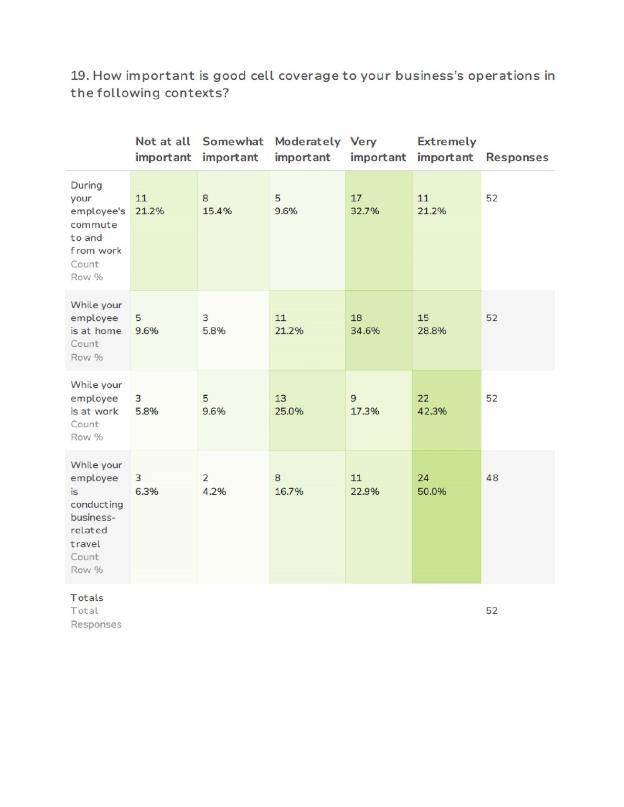 19. How important is good cell coverage to your business's operations in
the following contexts?
Not at all important Somewhat important Moderately important Very important Extremely important Responses
During
your
employee's
commute
to and
from work
Count
Row %
11 8 5 17 11 52
21.2% 15.4% 9.6% 32.7% 21.2%
While your
employee
is at home
Count
Row %
5 3 11 18 15 52
9.6% 5.8% 21.2% 34.6% 28.8%
While your
employee
is at work
Count
Row %
3 5 13 9 22 52
5.8% 9.6% 25.0% 17.3% 42.3%
While your
employee
is
conducting
business-
related
travel
Count
Row %
3 2 8 11 24 48
6.3% 4.2% 16.7% 22.9% 50.0%
Totals
Total
Responses
52